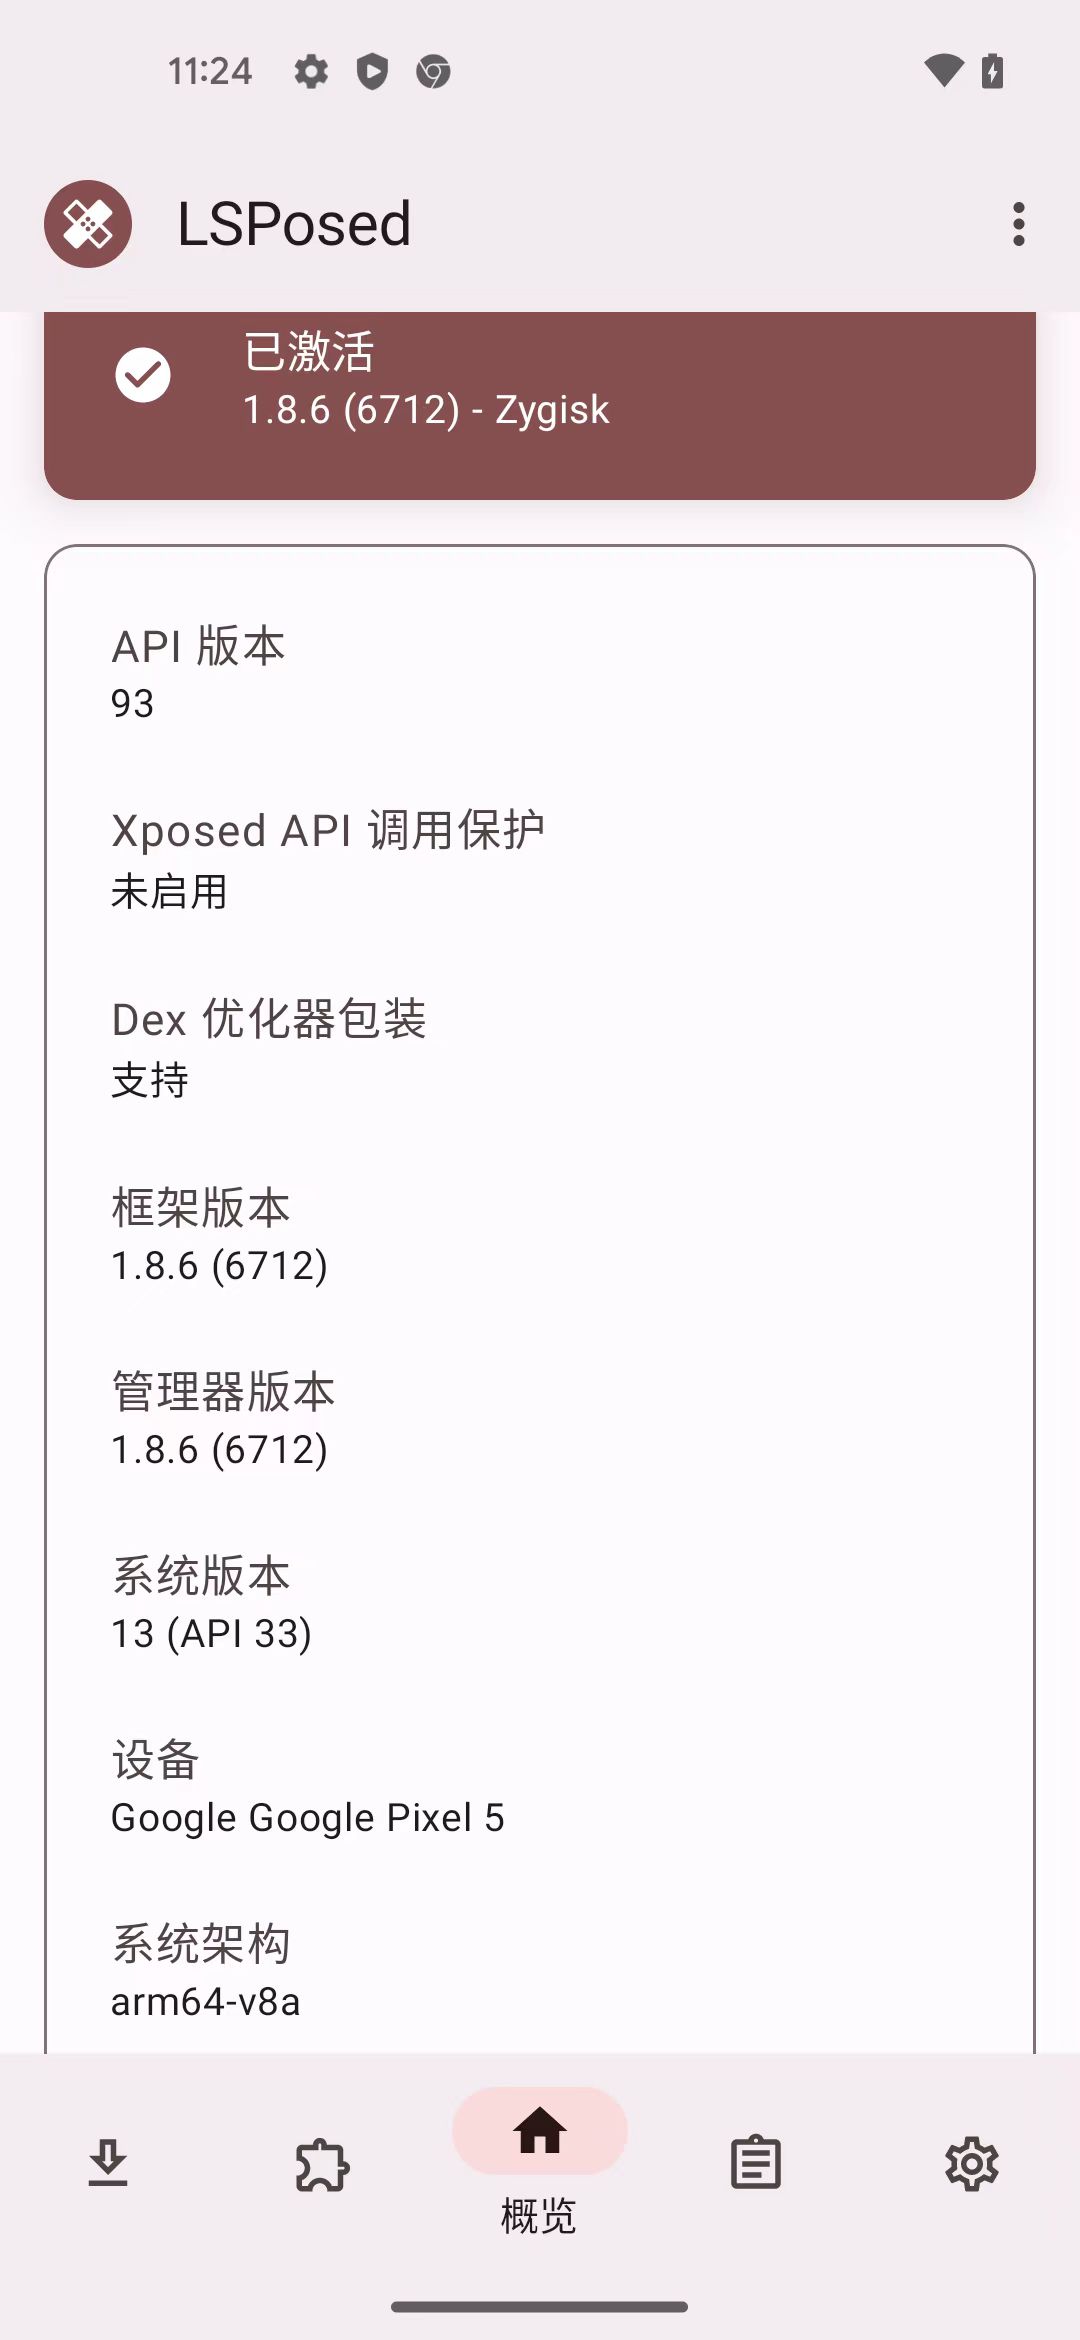 11:24
LSPosed
已激活
1.8.6 (6712) - Zygisk
API 版本
93
Xposed API 调用保护
未启用
Dex 优化器包装
支持
框架版本
1.8.6 (6712)
管理器版本
1.8.6 (6712)
系统版本
13 (API 33)
设备
Google Google Pixel 5
系统架构
arm64-v8a
概览